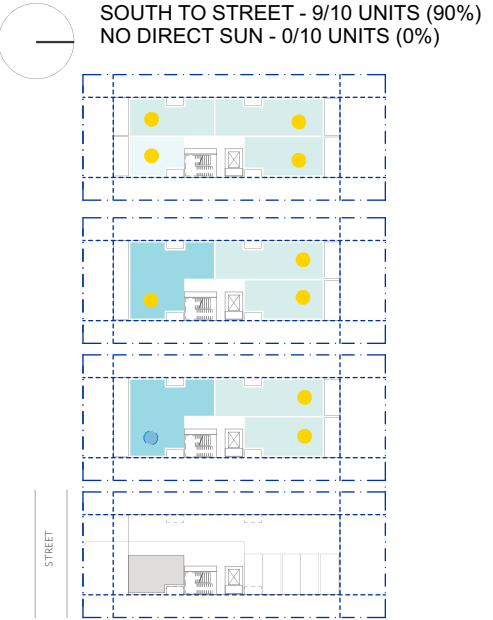 SOUTH TO STREET - 9/10 UNITS (90%)
NO DIRECT SUN - 0/10 UNITS (0%)
STREET